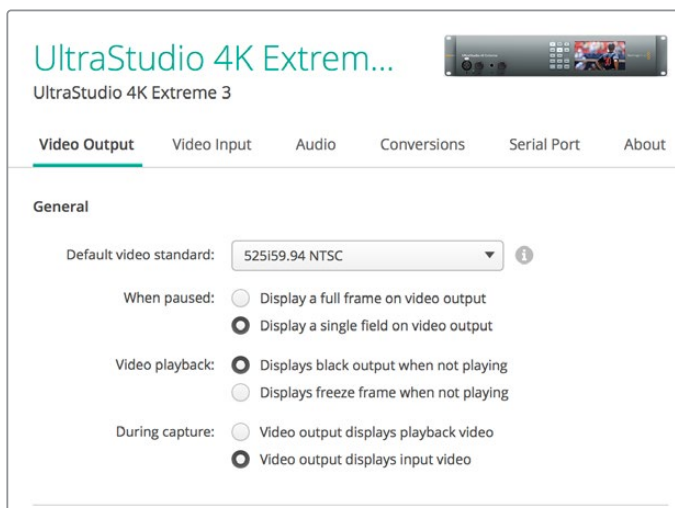 UltraStudio 4K Extrem...
UltraStudio 4K Extreme 3
Video Output Video Input Audio Conversions Serial Port About
General
Default video standard: 525i59.94 NTSC
When paused: Display a full frame on video output
Display a single field on video output
Video playback: Displays black output when not playing
Displays freeze frame when not playing
During capture: Video output displays playback video
Video output displays input video